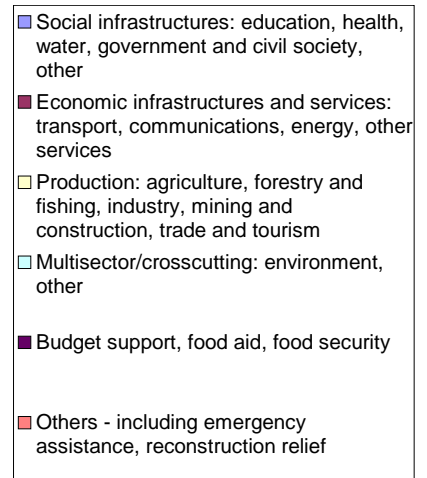 Social infrastructures: education, health,
water, government and civil society,
other
Economic infrastructures and services:
transport, communications, energy, other
services
Production: agriculture, forestry and
fishing, industry, mining and
construction, trade and tourism
Multisector/crosscutting: environment,
other
Budget support, food aid, food security
Others - including emergency
assistance, reconstruction relief